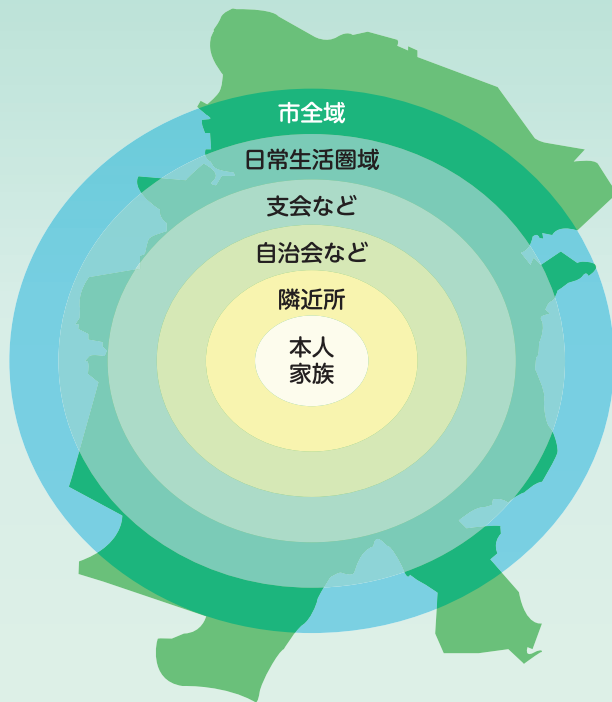 市全域
日常生活圏域
支会など
自治会など
隣近所
本人
家族